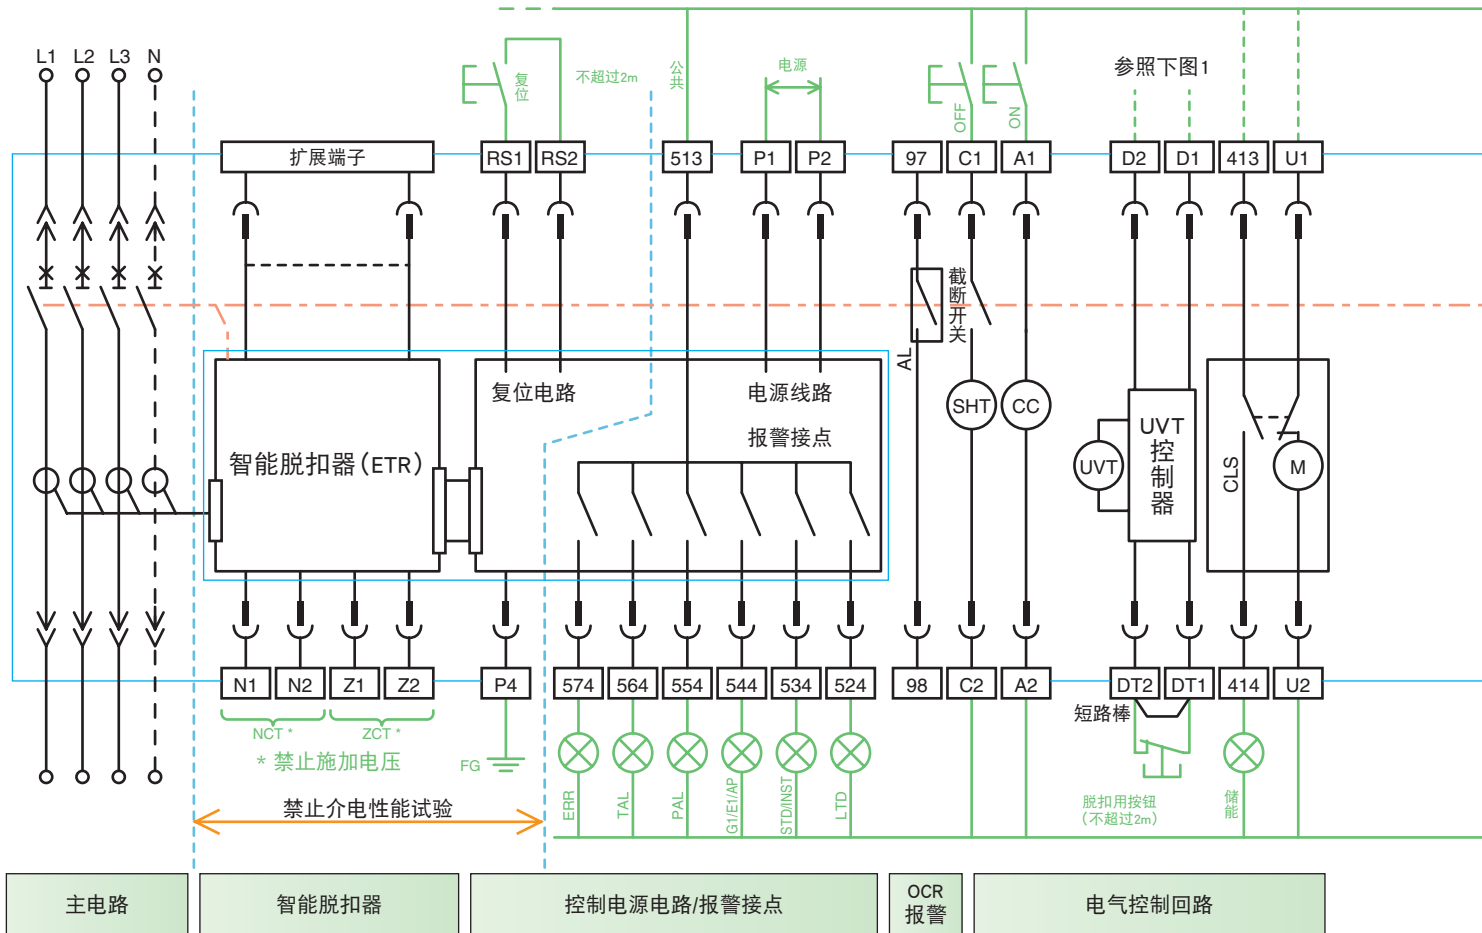 L1 L2 L3 N
复位
不超过2m
公共
电源
OFF
ON
参照下图1
扩展端子 RS1 RS2 513 P1 P2 97 C1 A1 D2 D1 413 U1
截断开关
AL
复位电路
电源线路
报警接点
智能脱扣器(ETR)
SHT CC
UVT
UVT控制器
CLS
M
N1 N2 Z1 Z2 P4 574 564 554 544 534 524 98 C2 A2 DT2 DT1 414 U2
短路棒
NCT * ZCT *
* 禁止施加电压
FG
ERR
TAL
PAL
G1/E1/AP
STD/INST
LTD
脱扣用按钮
(不超过2m)
储能
禁止介电性能试验
主电路
智能脱扣器
控制电源电路/报警接点
OCR
报警
电气控制回路